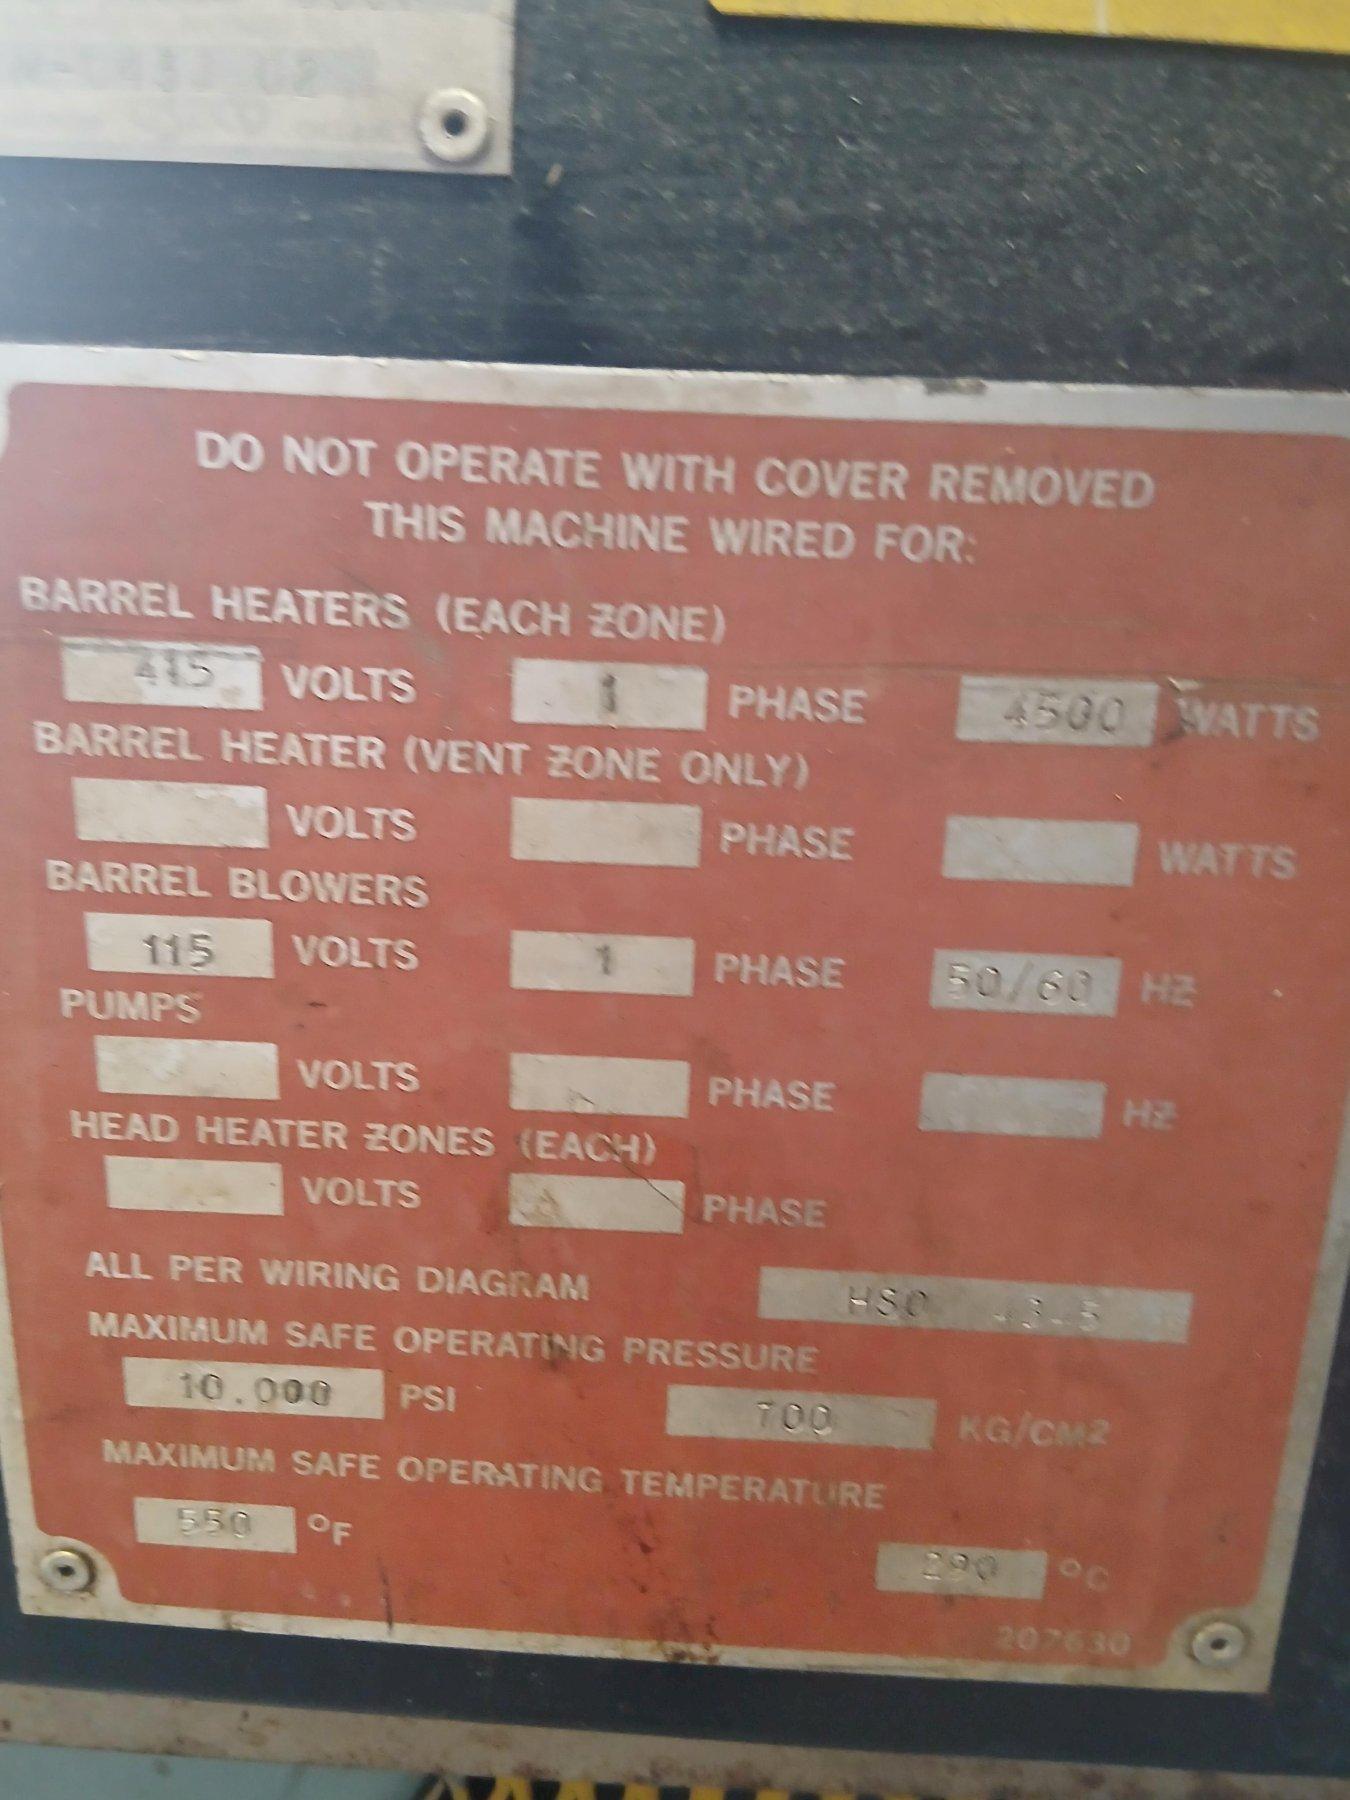 DO NOT OPERATE WITH COVER REMOVED
THIS MACHINE WIRED FOR:
BARREL HEATERS (EACH ZONE)
415 VOLTS 1 PHASE 4500 WATTS
BARREL HEATER (VENT ZONE ONLY)
VOLTS PHASE WATTS
BARREL BLOWERS
115 VOLTS 1 PHASE 50/60 HZ
PUMPS
VOLTS PHASE HZ
HEAD HEATER ZONES (EACH)
VOLTS PHASE
ALL PER WIRING DIAGRAM
MAXIMUM SAFE OPERATING PRESSURE
10.000 PSI 700 KG/CM2
MAXIMUM SAFE OPERATING TEMPERATURE
550 °F 290 °C
207630